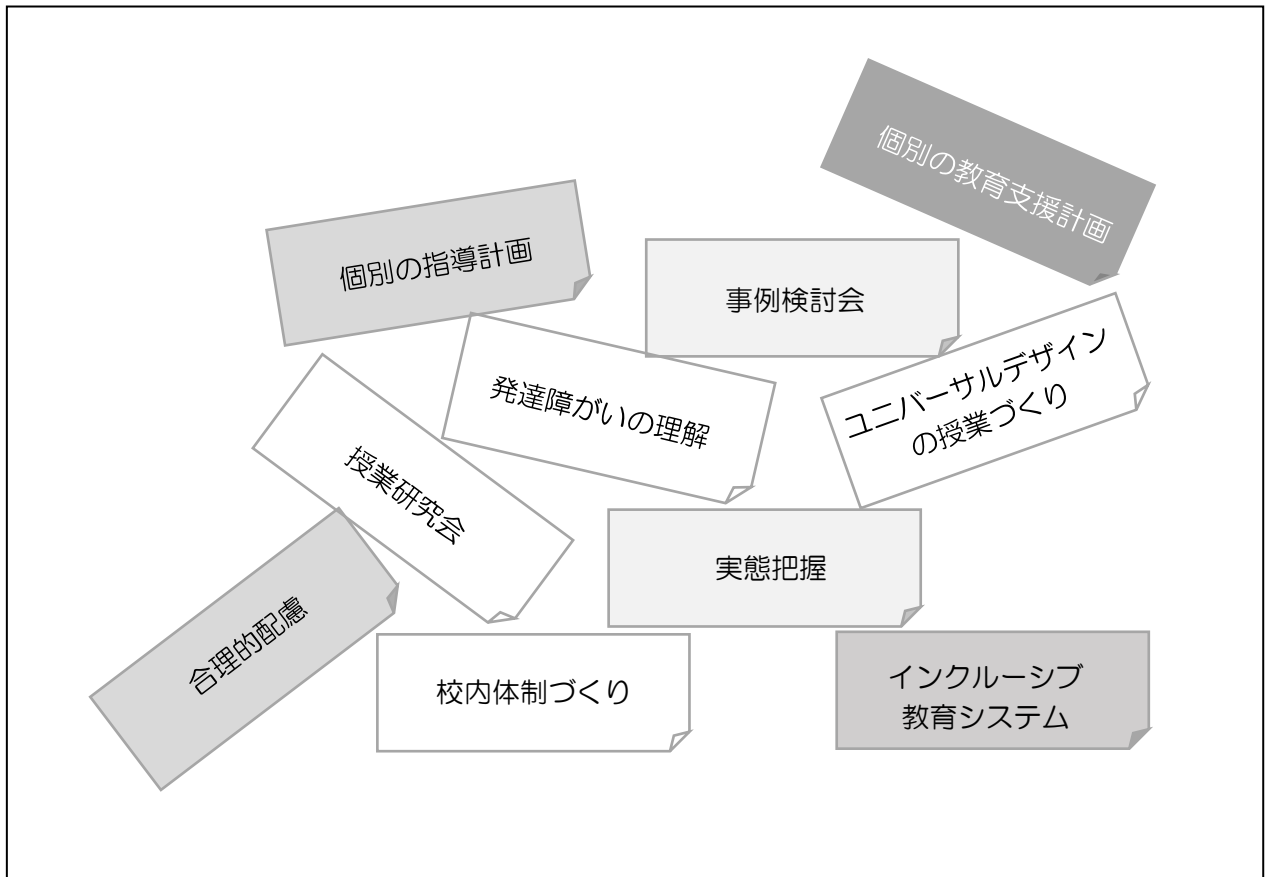 個別の教育支援計画
個別の指導計画
事例検討会
発達障がいの理解
ユニバーサルデザイン
の授業づくり
授業研究会
実態把握
合理的配慮
校内体制づくり
インクルーシブ
教育システム